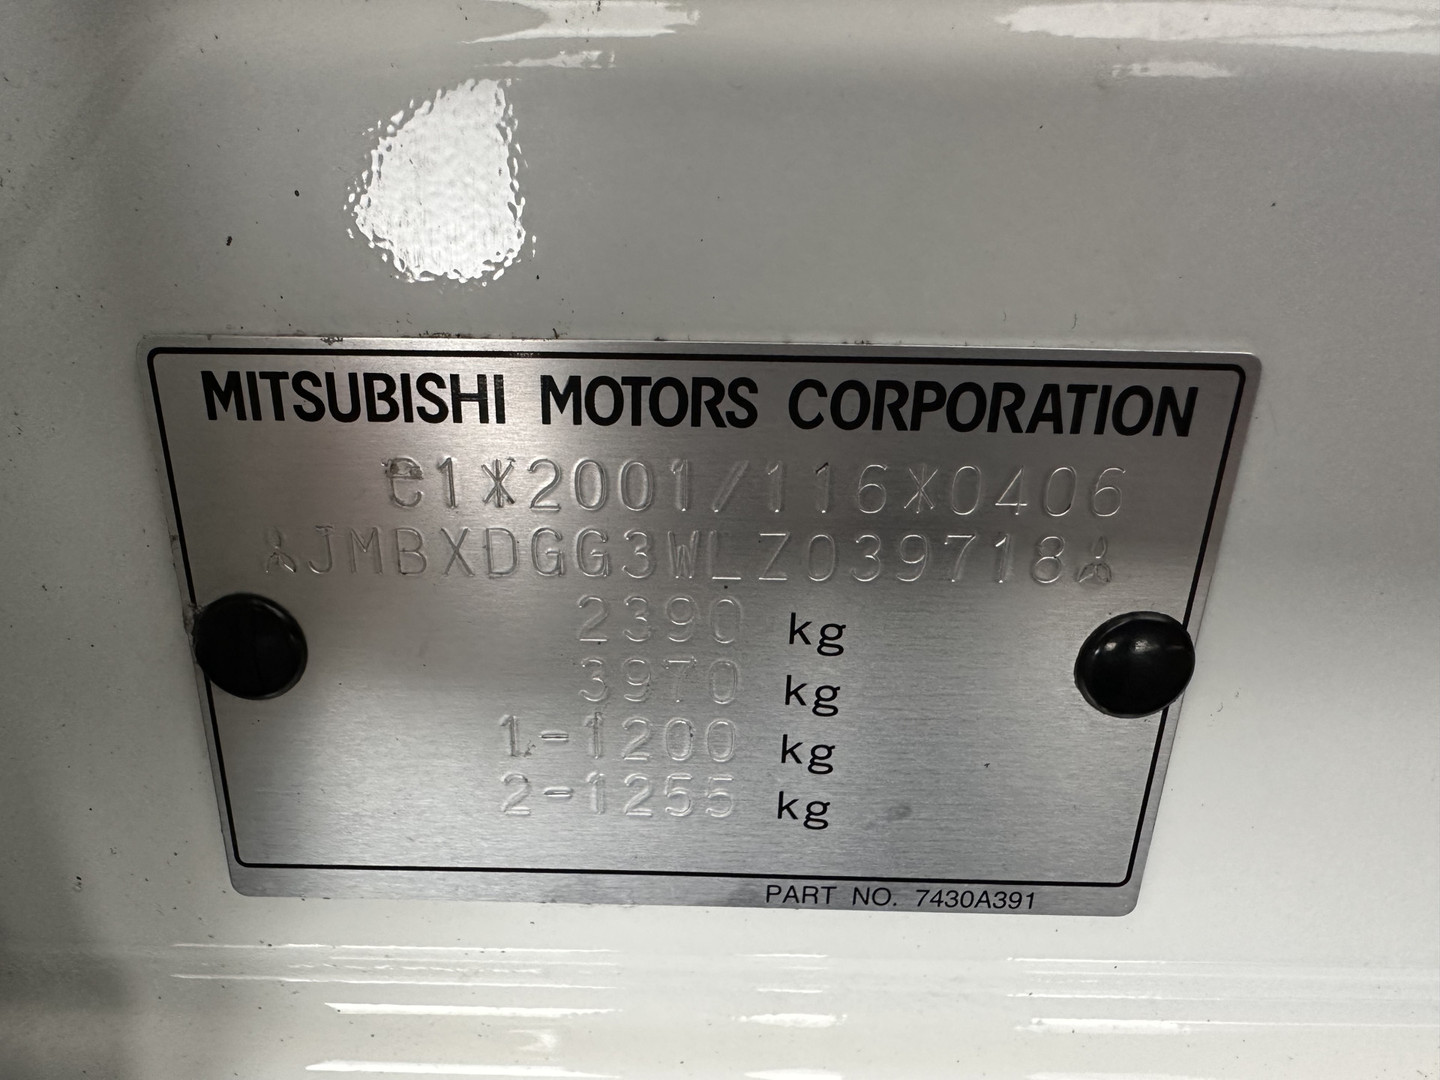 MITSUBISHI MOTORS CORPORATION
e1*2001/116*0406
JMBXDGG3WLZ039718
2390 kg
3970 kg
1-1200 kg
2-1255 kg
PART NO. 7430A391